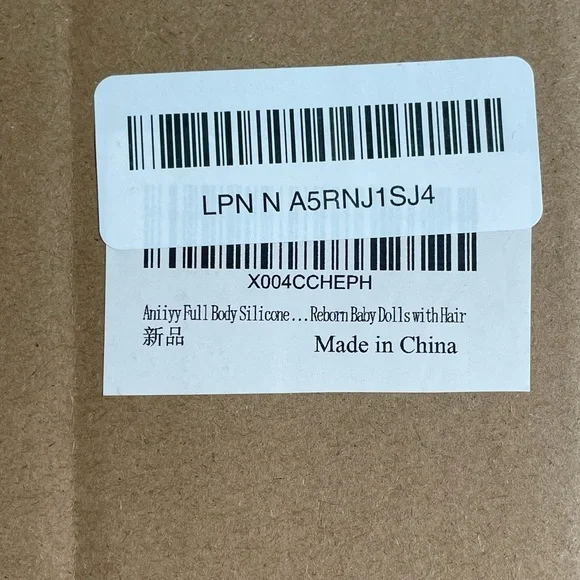 LPN N A5RNJ1SJ4
X004CCHEPH
Aniiyy Full Body Silicone...Reborn Baby Dolls with Hair
新品
Made in China